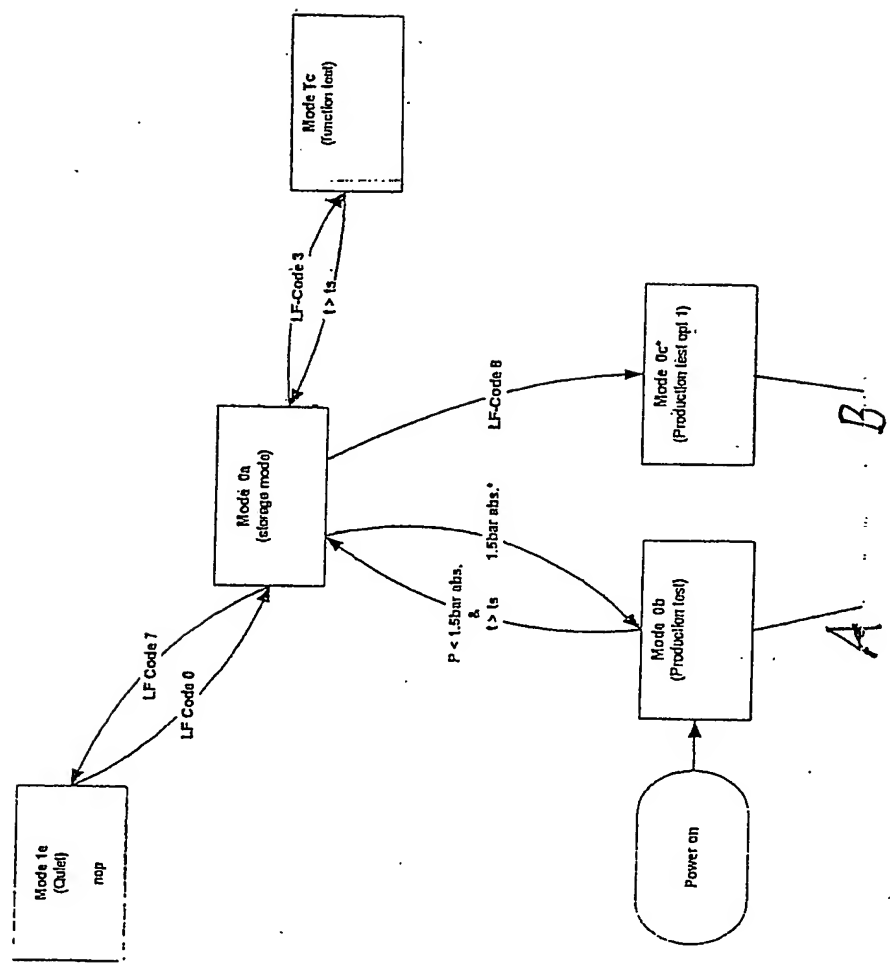 Mode Tc
(function test)
LF-Code 3
t > ts
Mode 0a
(storage mode)
LF-Code 8
Mode 0c*
(Production test opt 1)
B
1.5bar abs.*
P < 1.5bar abs.
&
t > ts
LF Code 7
LF Code 0
Mode 0b
(Production test)
A
Mode 1e
(Quiet)
nop
Power on